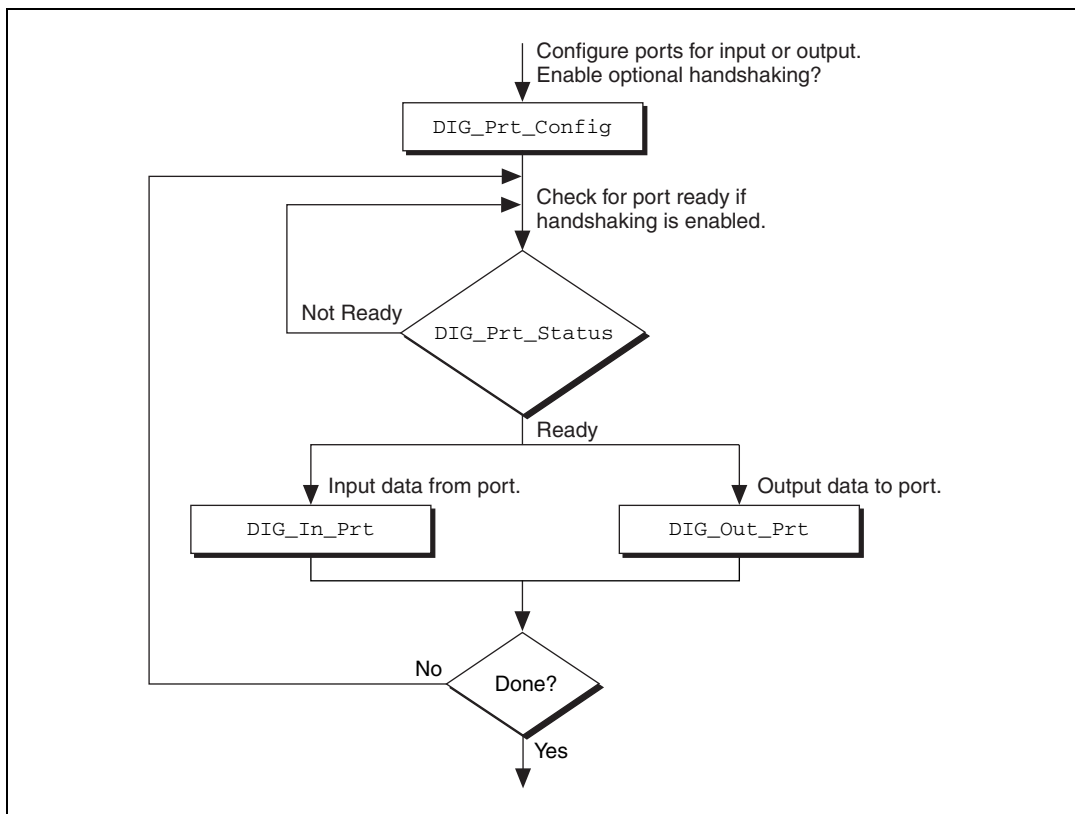 Configure ports for input or output.
Enable optional handshaking?
DIG_Prt_Config
Check for port ready if
handshaking is enabled.
Not Ready
DIG_Prt_Status
Ready
Input data from port.
Output data to port.
DIG_In_Prt
DIG_Out_Prt
No
Done?
Yes